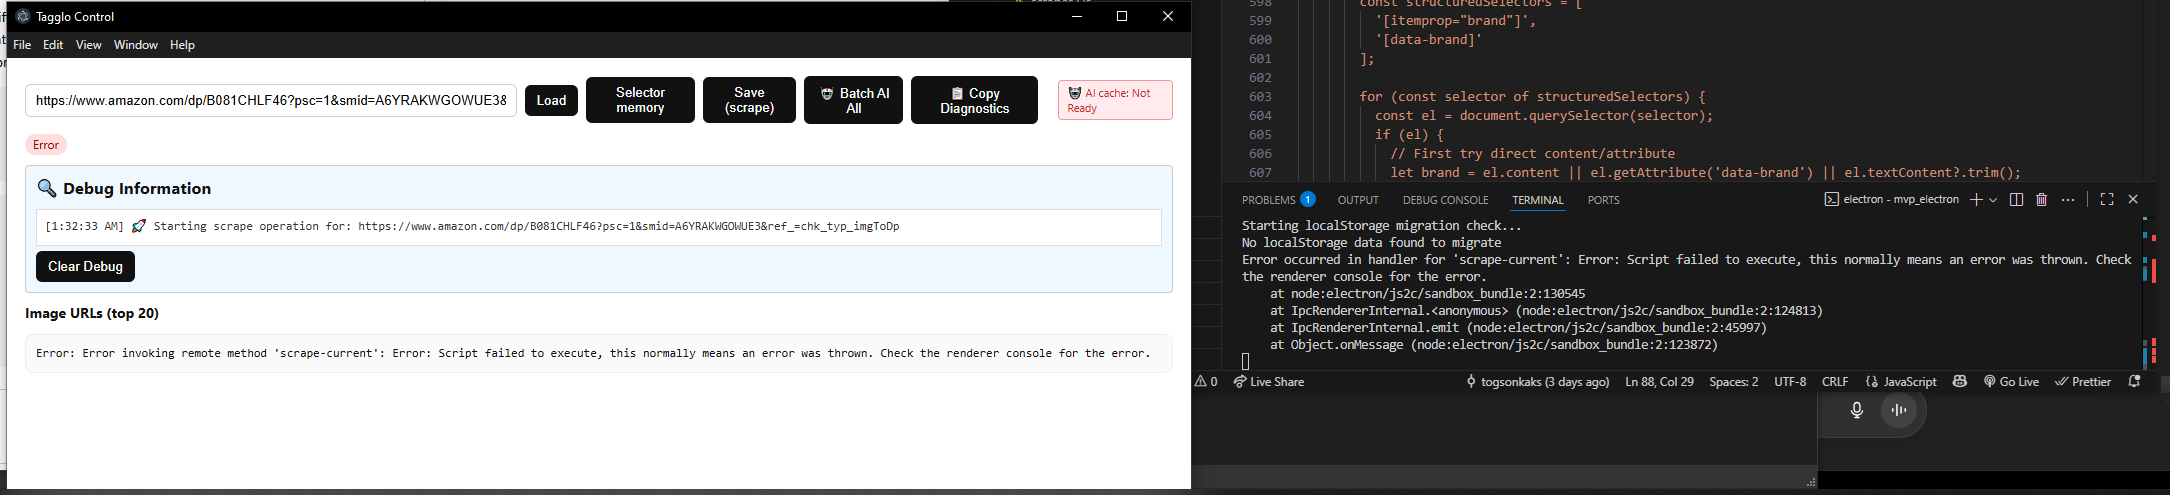 Tagglo Control
File Edit View Window Help
https://www.amazon.com/dp/B081CHLF46?psc=1&smid=A6YRAKWGOWUE3&
Load
Selector
memory
Save
(scrape)
Batch AI
All
Copy
Diagnostics
AI cache: Not
Ready
Error
Debug Information
[1:32:33 AM] 🚀 Starting scrape operation for: https://www.amazon.com/dp/B081CHLF46?psc=1&smid=A6YRAKWGOWUE3&ref_=chk_typ_imgToDp
Clear Debug
Image URLs (top 20)
Error: Error invoking remote method 'scrape-current': Error: Script failed to execute, this normally means an error was thrown. Check the renderer console for the error.
598 const structuredSelectors = [
599 '[itemprop="brand"]',
600 '[data-brand]'
601 ];
602
603 for (const selector of structuredSelectors) {
604 const el = document.querySelector(selector);
605 if (el) {
606 // First try direct content/attribute
607 let brand = el.content || el.getAttribute('data-brand') || el.textContent?.trim();
PROBLEMS 1 OUTPUT DEBUG CONSOLE TERMINAL PORTS
electron - mvp_electron
Starting localStorage migration check...
No localStorage data found to migrate
Error occurred in handler for 'scrape-current': Error: Script failed to execute, this normally means an error was thrown. Check
the renderer console for the error.
at node:electron/js2c/sandbox_bundle:2:130545
at IpcRendererInternal.<anonymous> (node:electron/js2c/sandbox_bundle:2:124813)
at IpcRendererInternal.emit (node:electron/js2c/sandbox_bundle:2:45997)
at Object.onMessage (node:electron/js2c/sandbox_bundle:2:123872)
0 Live Share togsonkaks (3 days ago) Ln 88, Col 29 Spaces: 2 UTF-8 CRLF JavaScript Go Live Prettier